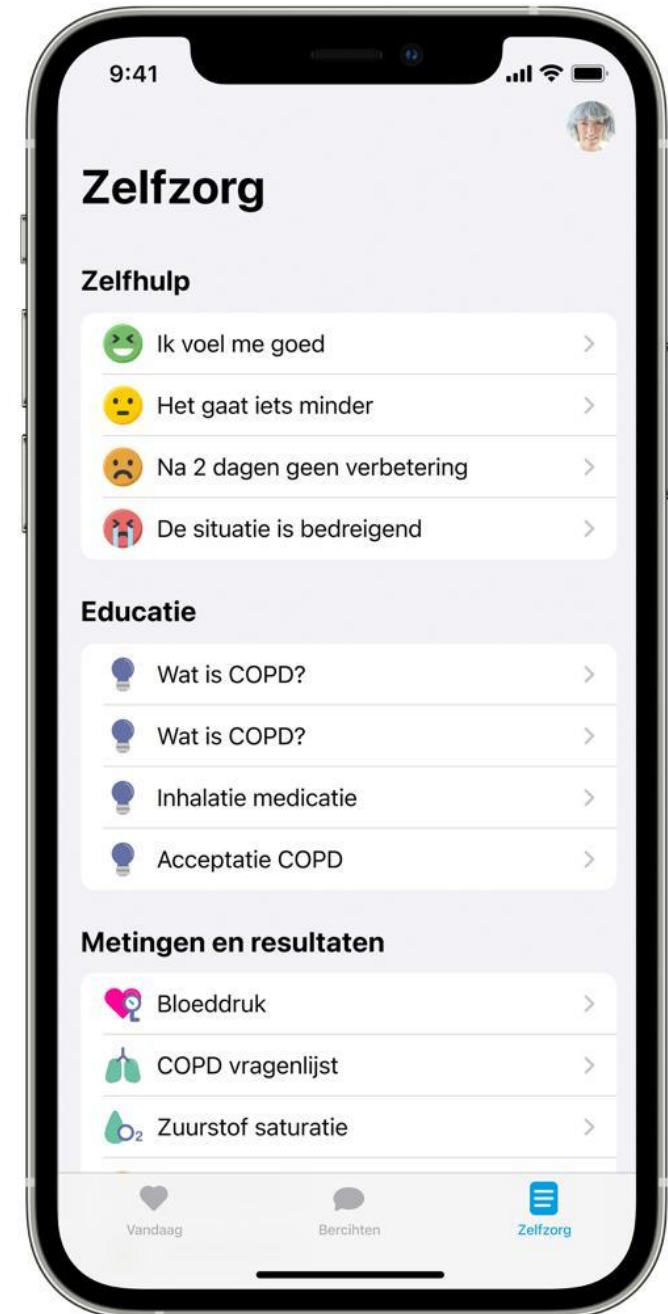 9:41
Zelfzorg
Zelfhulp
Ik voel me goed
Het gaat iets minder
Na 2 dagen geen verbetering
De situatie is bedreigend
Educatie
Wat is COPD?
Wat is COPD?
Inhalatie medicatie
Acceptatie COPD
Metingen en resultaten
Bloeddruk
COPD vragenlijst
O2 Zuurstof saturatie
Vandaag Bercihten Zelfzorg